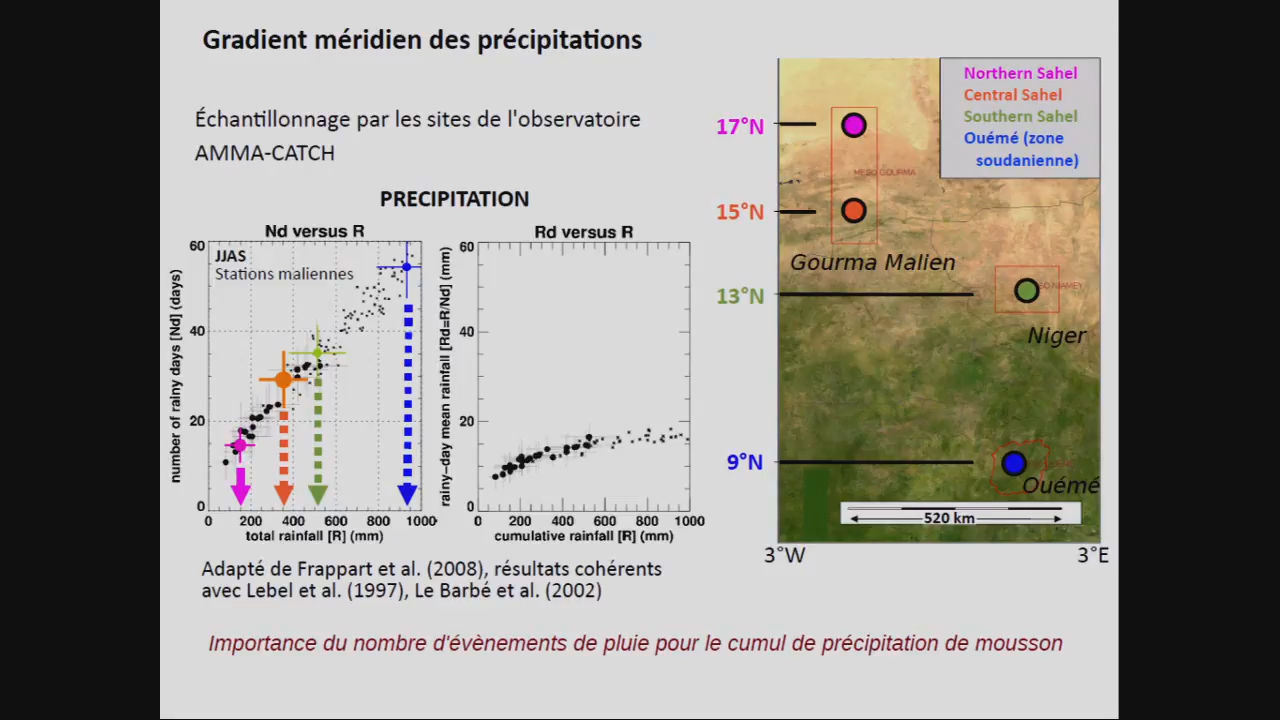 Gradient méridien des précipitations
Échantillonnage par les sites de l'observatoire
AMMA-CATCH
PRECIPITATION
Nd versus R
JJAS
Stations maliennes
number of rainy days [Nd] (days)
60
40
20
0
0 200 400 600 800 1000
total rainfall [R] (mm)
Rd versus R
rainy-day mean rainfall [Rd=R/Nd] (mm)
60
40
20
0
0 200 400 600 800 1000
cumulative rainfall [R] (mm)
Adapté de Frappart et al. (2008), résultats cohérents
avec Lebel et al. (1997), Le Barbé et al. (2002)
Northern Sahel
Central Sahel
Southern Sahel
Ouémé (zone
soudanienne)
17°N
MESO GOURMA
15°N
Gourma Malien
13°N
Niger
9°N
Ouémé
520 km
3°W
3°E
Importance du nombre d'évènements de pluie pour le cumul de précipitation de mousson